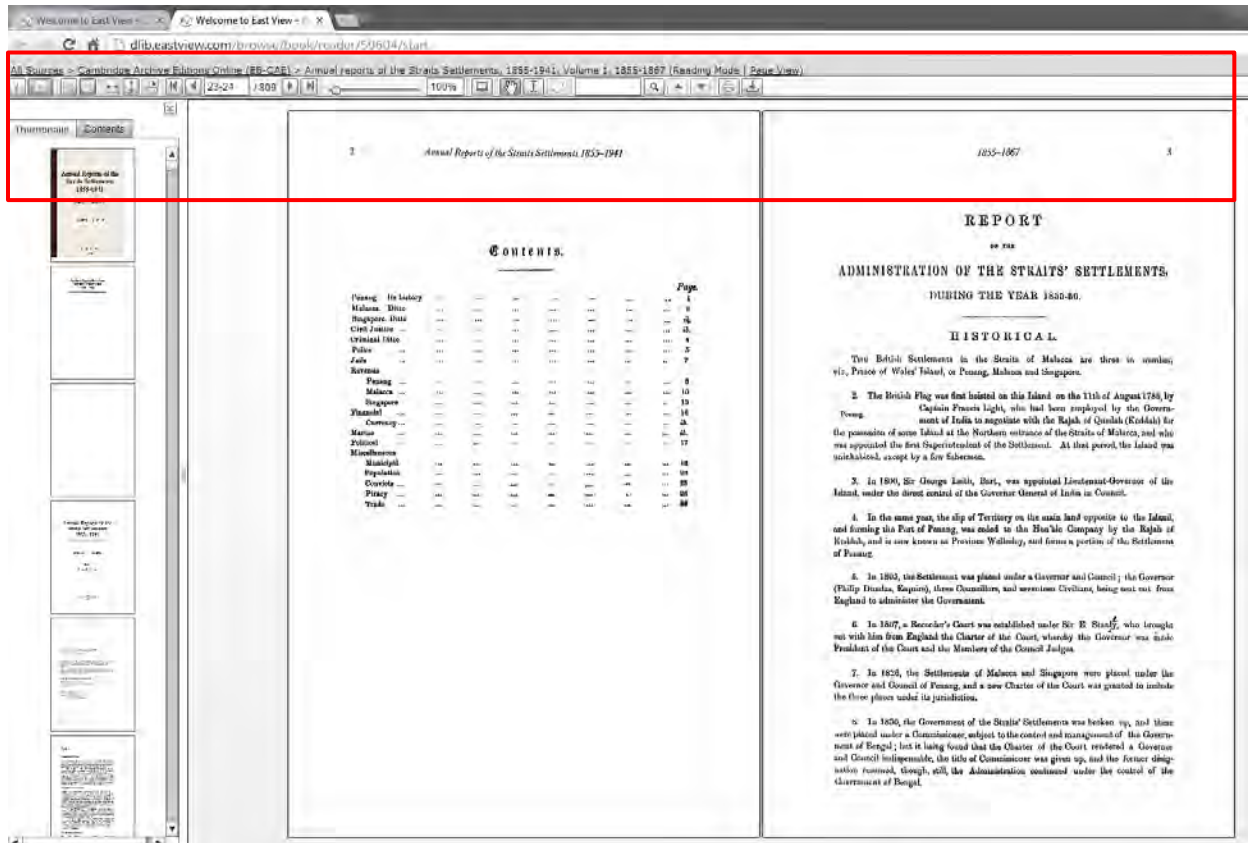 Welcome to East View
Welcome to East View
dlib.eastview.com/browse/book/reader/59604/start
All Sources > Cambridge Archive Editions Online (EB-CAE) > Annual reports of the Straits Settlements, 1855-1941, Volume 1, 1855-1867 (Reading Mode | Page View)
23-24 /809 100%
Thumbnails Contents
Annual Reports of the
Straits Settlements
1855-1941
2 Annual Reports of the Straits Settlements 1855–1941
Contents.
Page.
Penang Its history ... ... ... ... ... ... ... 1
Malacca. Ditto ... ... ... ... ... ... ...
Singapore. Ditto ... ... ... ... ... ... ... ib.
Civil Justice ... ... ... ... ... ... ... ib.
Criminal Ditto ... ... ... ... ... ... ... 4
Police ... ... ... ... ... ... ... 5
Jails ... ... ... ... ... ... ... 7
Revenue
Penang ... ... ... ... ... ... ... 8
Malacca ... ... ... ... ... ... ... 10
Singapore ... ... ... ... ... ... ... 13
Financial ... ... ... ... ... ... ...
Currency ... ... ... ... ... ... ... ib.
Marine ... ... ... ... ... ... ... ib.
Political ... ... ... ... ... ... ... 17
Miscellaneous
Municipal ... ... ... ... ... ... ...
Population ... ... ... ... ... ... ...
Convicts ... ... ... ... ... ... ...
Piracy ... ... ... ... ... ... ...
Trade ... ... ... ... ... ... ...
1855–1867 3
REPORT
ON THE
ADMINISTRATION OF THE STRAITS' SETTLEMENTS,
DURING THE YEAR 1855-56.
HISTORICAL.
THE British Settlements in the Straits of Malacca are three in number,
viz., Prince of Wales' Island, or Penang, Malacca and Singapore.
2. The British Flag was first hoisted on this Island on the 11th of August 1786, by
Captain Francis Light, who had been employed by the Govern-
Penang. ment of India to negotiate with the Rajah of Quedah (Keddah) for
the possession of some Island at the Northern entrance of the Straits of Malacca, and who
was appointed the first Superintendent of the Settlement. At that period, the Island was
uninhabited, except by a few fishermen.
3. In 1800, Sir George Leith, Bart., was appointed Lieutenant-Governor of the
Island, under the direct control of the Governor General of India in Council.
4. In the same year, the slip of Territory on the main land opposite to the Island,
and forming the Port of Penang, was ceded to the Hon'ble Company by the Rajah of
Keddah, and is now known as Province Wellesley, and forms a portion of the Settlement
of Penang.
5. In 1805, the Settlement was placed under a Governor and Council; the Governor
(Philip Dundas, Esquire), three Councillors, and seventeen Civilians, being sent out from
England to administer the Government.
6. In 1807, a Recorder's Court was established under Sir E. Stanly, who brought
out with him from England the Charter of the Court, whereby the Governor was made
President of the Court and the Members of the Council Judges.
7. In 1826, the Settlements of Malacca and Singapore were placed under the
Governor and Council of Penang, and a new Charter of the Court was granted to include
the three places under its jurisdiction.
In 1830, the Government of the Straits' Settlements was broken up, and these
were placed under a Commissioner, subject to the control and management of the Govern-
ment of Bengal; but it being found that the Charter of the Court rendered a Governor
and Council indispensable, the title of Commissioner was given up, and the former desig-
nation resumed, though, still, the Administration continued under the control of the
Government of Bengal.